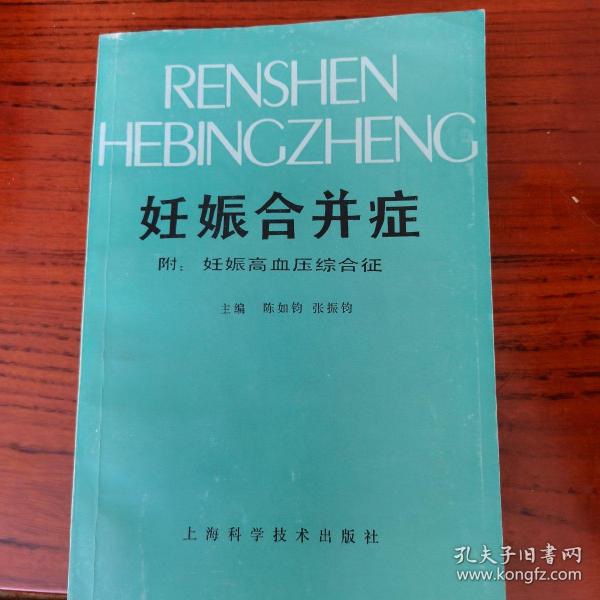 RENSHEN
HEBINGZHENG
妊娠合并症
附：妊娠高血压综合征
主编 陈如钧 张振钧
上海科学技术出版社
孔夫子旧书网
www.kongfz.com